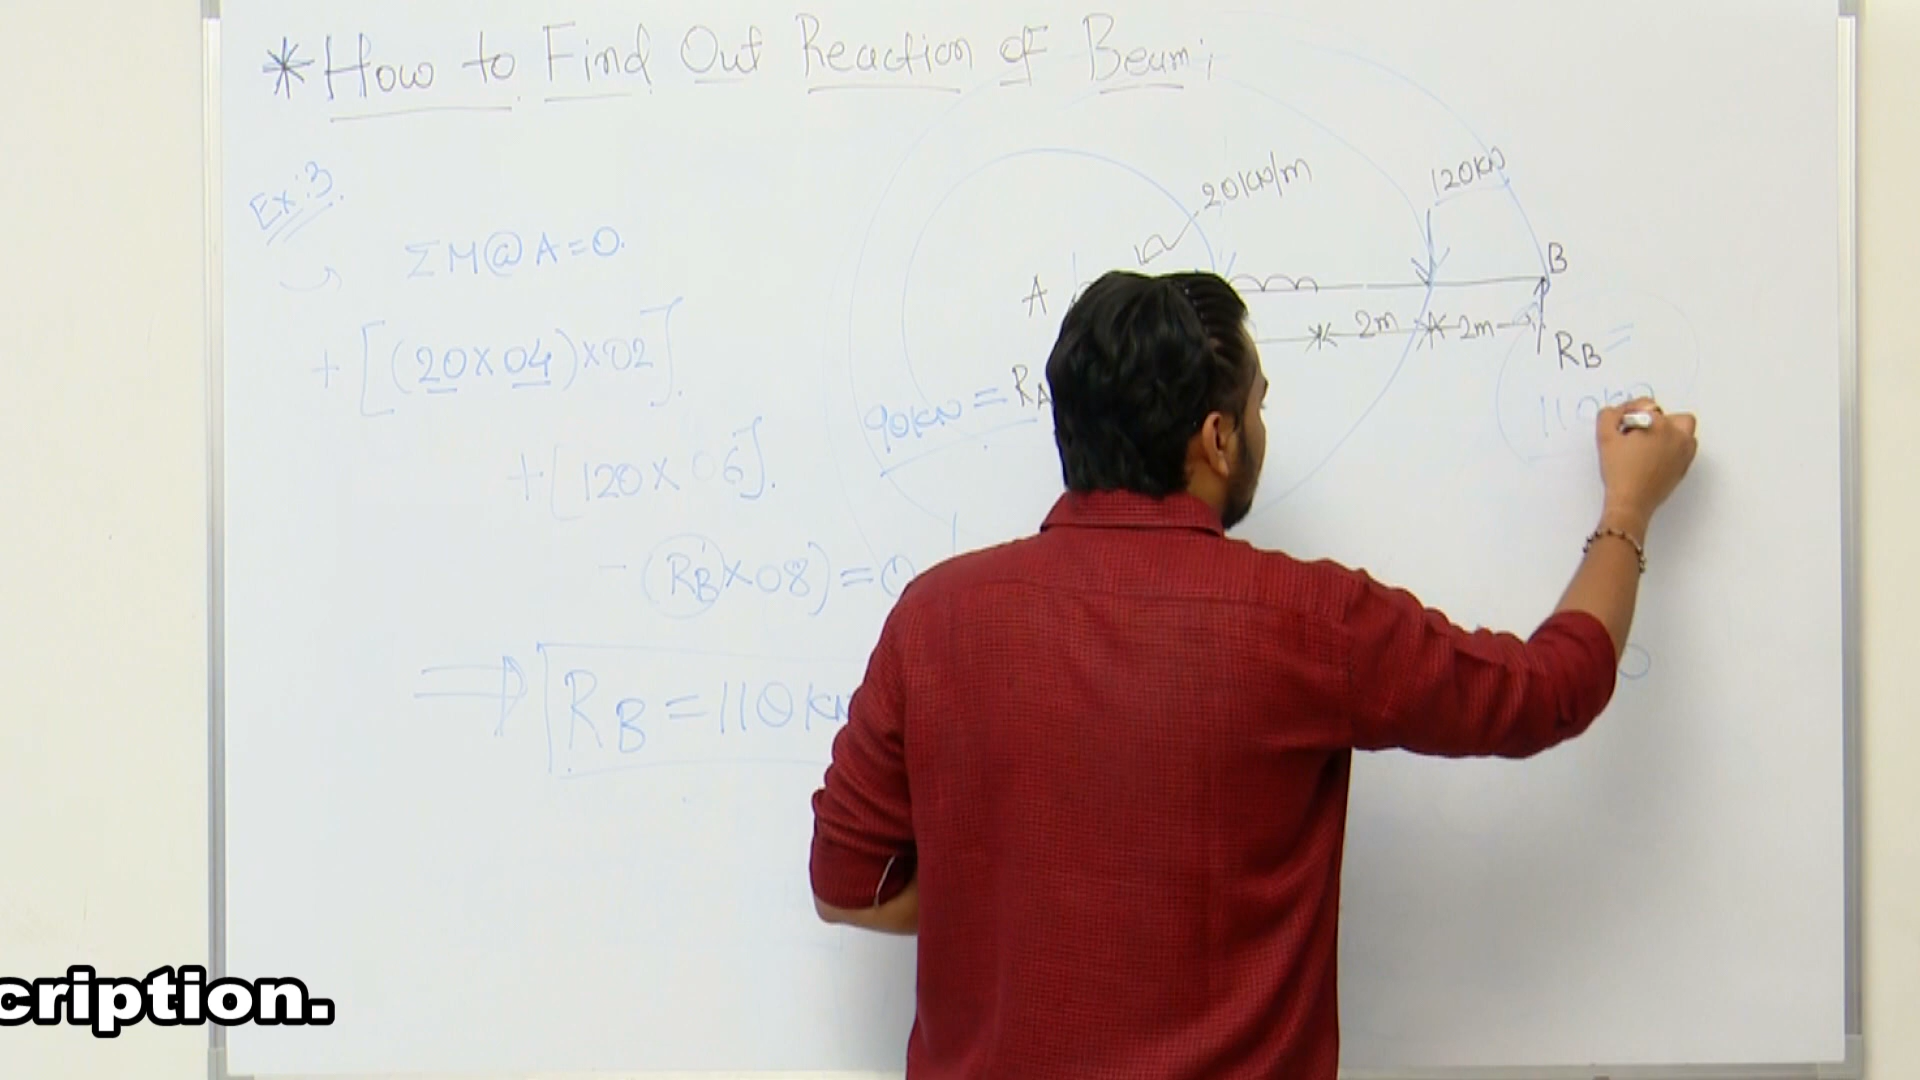 *How to Find Out Reaction of Beam:
Ex:3.
ΣM@A=0.
+[(20×04)×02].
+[120×06].
-(RB×08)=0
RB=110KN
20KN/m
120KN
A
B
2m
2m
90KN=RA
RB=
110KN
cription.